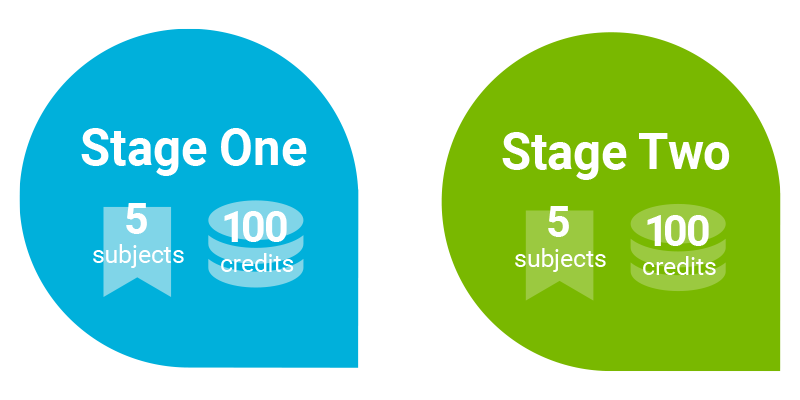 Stage One
5
subjects
100
credits
Stage Two
5
subjects
100
credits